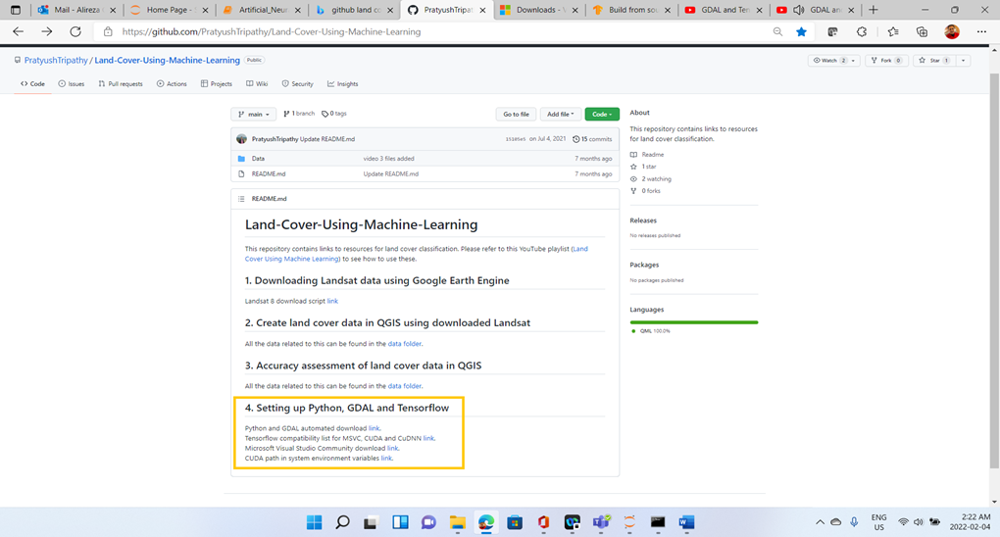 Mail - Alireza
Home Page - S
Artificial_Neu
github land co
PratyushTripat
Downloads - V
Build from sou
GDAL and Ten
GDAL an
https://github.com/PratyushTripathy/Land-Cover-Using-Machine-Learning
PratyushTripathy / Land-Cover-Using-Machine-Learning Public
Watch 2 Fork 0 Star 1
Code Issues Pull requests Actions Projects Wiki Security Insights
main 1 branch 0 tags Go to file Add file Code
PratyushTripathy Update README.md on Jul 4, 2021 15 commits
Data video 3 files added 7 months ago
README.md Update README.md 7 months ago
README.md
Land-Cover-Using-Machine-Learning
This repository contains links to resources for land cover classification. Please refer to this YouTube playlist (Land
Cover Using Machine Learning) to see how to use these.
1. Downloading Landsat data using Google Earth Engine
Landsat 8 download script link
2. Create land cover data in QGIS using downloaded Landsat
All the data related to this can be found in the data folder.
3. Accuracy assessment of land cover data in QGIS
All the data related to this can be found in the data folder.
4. Setting up Python, GDAL and Tensorflow
Python and GDAL automated download link.
Tensorflow compatibility list for MSVC, CUDA and CuDNN link.
Microsoft Visual Studio Community download link.
CUDA path in system environment variables link.
About
This repository contains links to resources
for land cover classification.
Readme
1 star
2 watching
0 forks
Releases
No releases published
Packages
No packages published
Languages
QML 100.0%
ENG
US
2:22 AM
2022-02-04